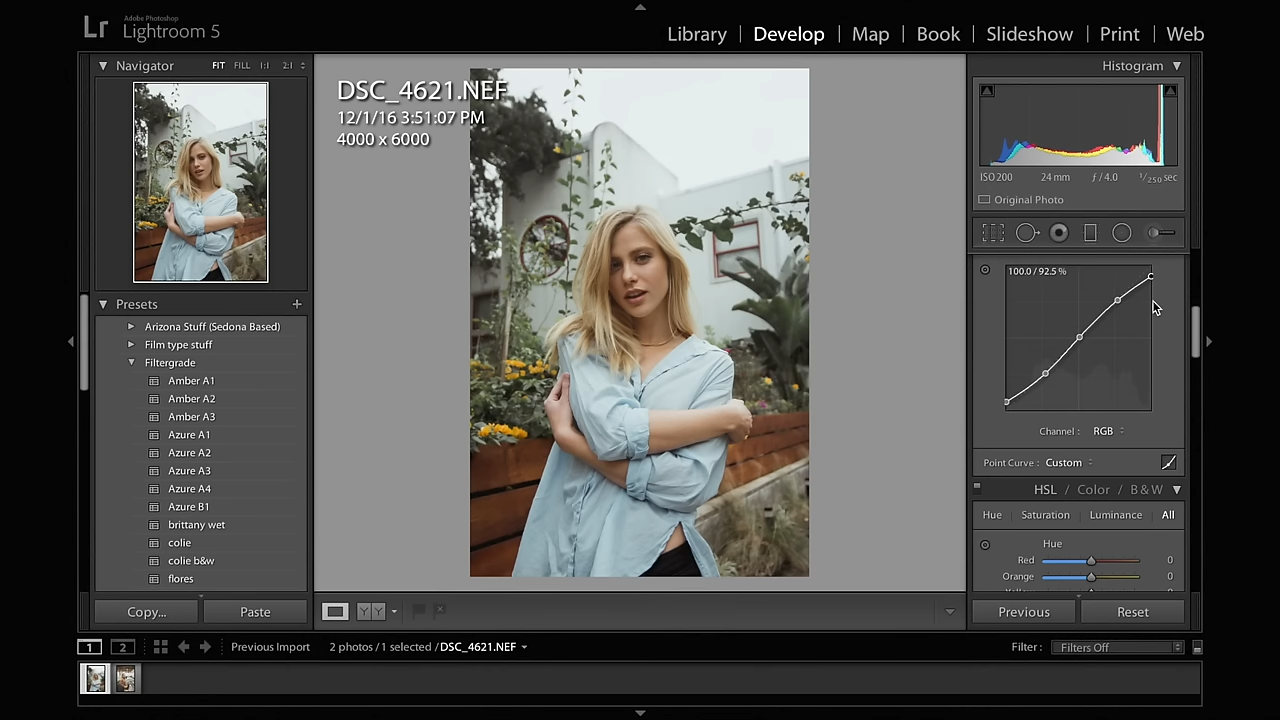 Lr
Adobe Photoshop
Lightroom 5
Library | Develop | Map | Book | Slideshow | Print | Web
Navigator FIT FILL 1:1 2:1
DSC_4621.NEF
12/1/16 3:51:07 PM
4000 x 6000
Presets +
Arizona Stuff (Sedona Based)
Film type stuff
Filtergrade
Amber A1
Amber A2
Amber A3
Azure A1
Azure A2
Azure A3
Azure A4
Azure B1
brittany wet
colie
colie b&w
flores
Copy... Paste
Histogram
ISO 200 24 mm ƒ / 4.0 1/250 sec
Original Photo
100.0 / 92.5 %
Channel : RGB
Point Curve : Custom
HSL / Color / B & W
Hue Saturation Luminance All
Hue
Red 0
Orange 0
Previous Reset
Y Y
1 2 Previous Import 2 photos / 1 selected / DSC_4621.NEF Filter : Filters Off